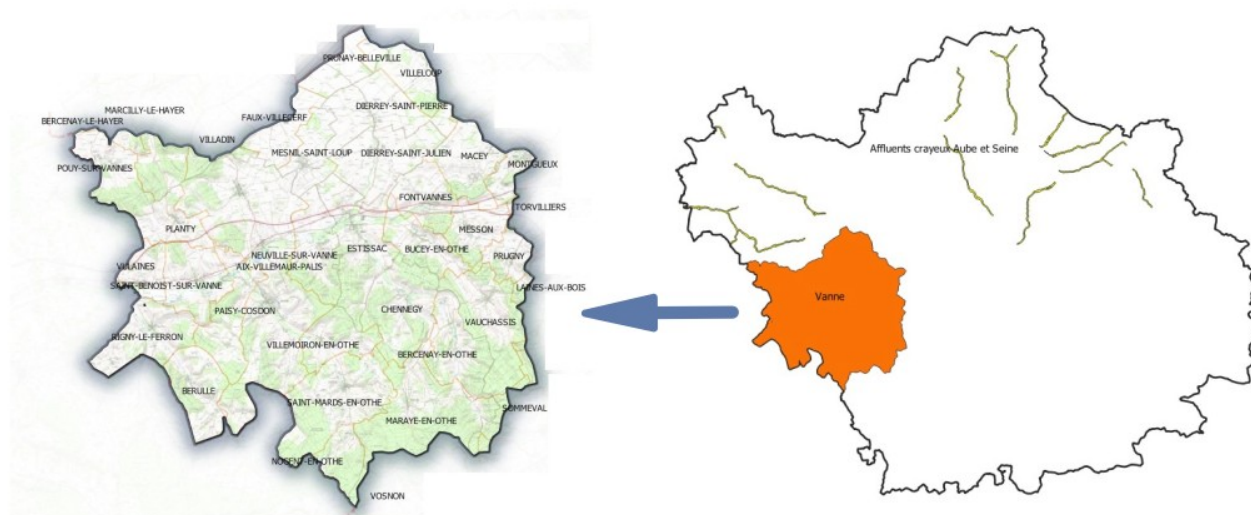 PRUNAY-BELLEVILLE
VILLELOUP
MARCILLY-LE-HAYER
DIERREY-SAINT-PIERRE
BERCENAY-LE-HAYER
FAUX-VILLECERF
VILLADIN
MESNIL-SAINT-LOUP
DIERREY-SAINT-JULIEN
MACEY
MONTGUEUX
POUY-SUR-VANNES
FONTVANNES
TORVILLIERS
PLANTY
MESSON
ESTISSAC
BUCEY-EN-OTHE
NEUVILLE-SUR-VANNE
PRUGNY
VULAINES
AIX-VILLEMAUR-PALIS
SAINT-BENOIST-SUR-VANNE
LAINES-AUX-BOIS
PAISY-COSDON
CHENNEGY
VAUCHASSIS
RIGNY-LE-FERRON
VILLEMOIRON-EN-OTHE
BERCENAY-EN-OTHE
BERULLE
SAINT-MARDS-EN-OTHE
SOMMEVAL
MARAYE-EN-OTHE
NOGENT-EN-OTHE
VOSNON
Affluents crayeux Aube et Seine
Vanne